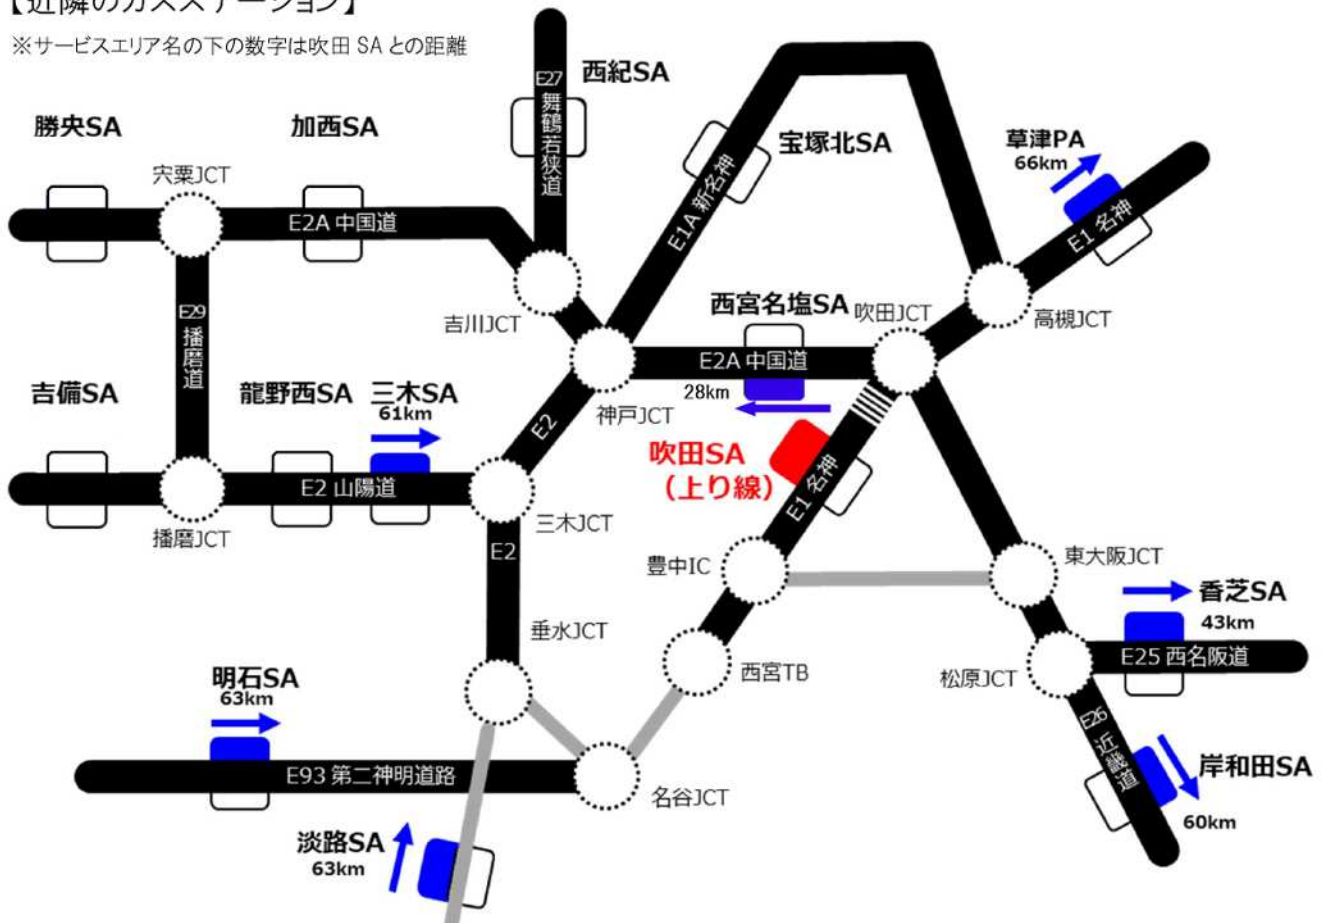 【近隣のガスステーション】
※サービスエリア名の下の数字は吹田 SA との距離
E27
舞鶴若狭道
西紀SA
勝央SA
加西SA
宝塚北SA
草津PA
66km
宍粟JCT
E2A 中国道
E1A 新名神
E1 名神
西宮名塩SA
吹田JCT
高槻JCT
吉川JCT
E29
播磨道
E2A 中国道
28km
吉備SA
龍野西SA
三木SA
61km
神戸JCT
E2
吹田SA
（上り線）
E1 名神
E2 山陽道
播磨JCT
三木JCT
E2
豊中IC
東大阪JCT
香芝SA
43km
垂水JCT
E25 西名阪道
西宮TB
松原JCT
明石SA
63km
E26
近畿道
E93 第二神明道路
名谷JCT
岸和田SA
60km
淡路SA
63km